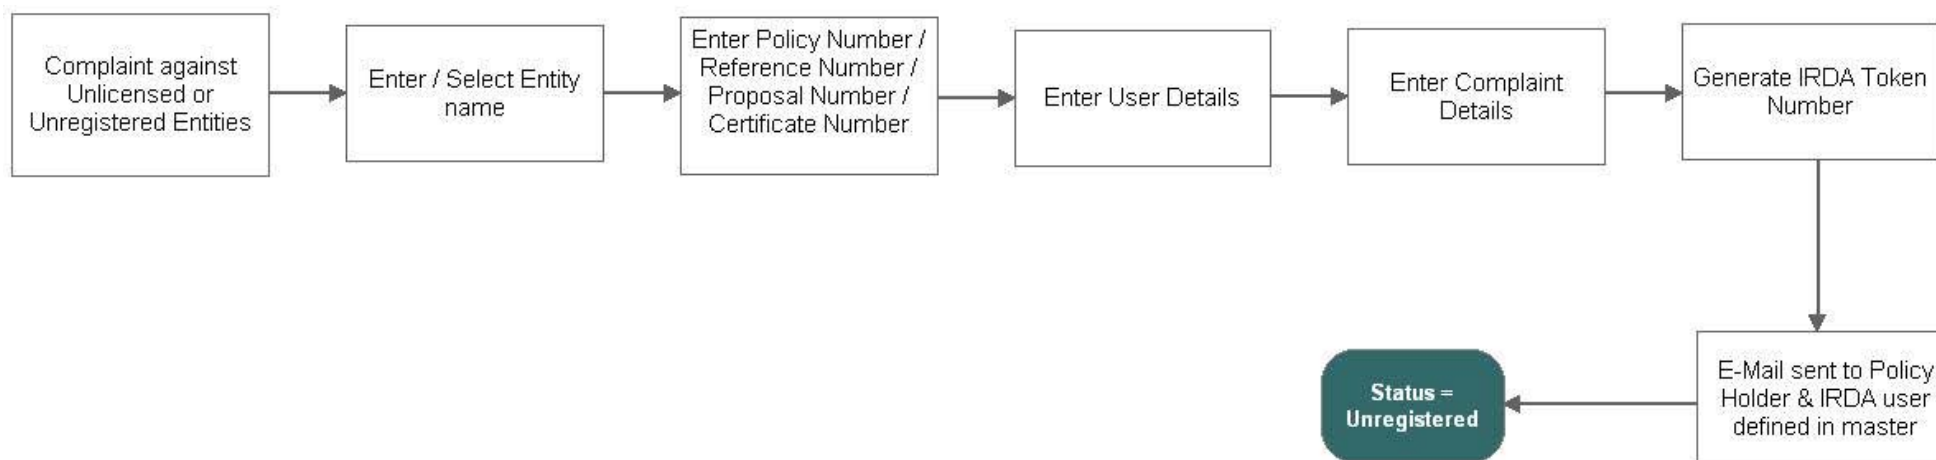 Complaint against
Unlicensed or
Unregistered Entities
Enter / Select Entity
name
Enter Policy Number /
Reference Number /
Proposal Number /
Certificate Number
Enter User Details
Enter Complaint
Details
Generate IRDA Token
Number
E-Mail sent to Policy
Holder & IRDA user
defined in master
Status =
Unregistered